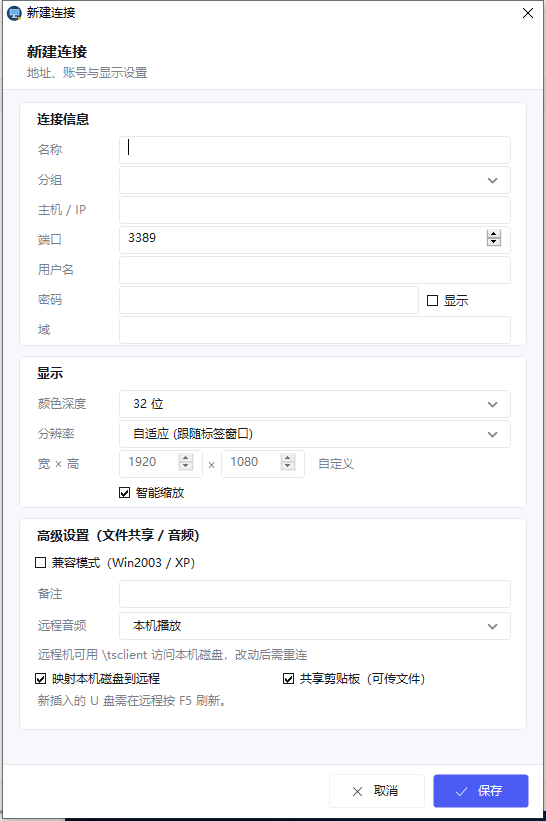 新建连接
新建连接
地址、账号与显示设置
连接信息
名称
分组
主机 / IP
端口 3389
用户名
密码 显示
域
显示
颜色深度 32 位
分辨率 自适应 (跟随标签窗口)
宽 × 高 1920 × 1080 自定义
智能缩放
高级设置（文件共享 / 音频）
兼容模式（Win2003 / XP）
备注
远程音频 本机播放
远程机可用 \tsclient 访问本机磁盘，改动后需重连
映射本机磁盘到远程 共享剪贴板（可传文件）
新插入的 U 盘需在远程按 F5 刷新。
取消 保存